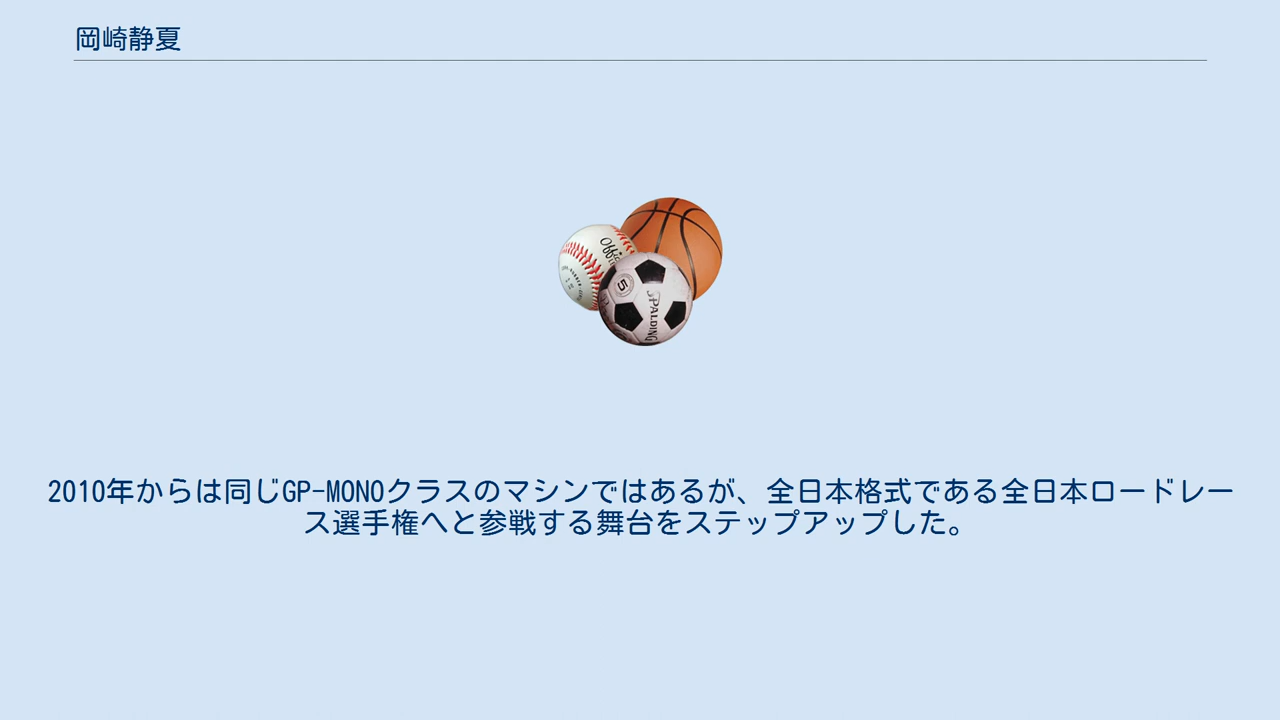 岡崎静夏
Offi
5
SPALDING
2010年からは同じGP-MONOクラスのマシンではあるが、全日本格式である全日本ロードレー
ス選手権へと参戦する舞台をステップアップした。